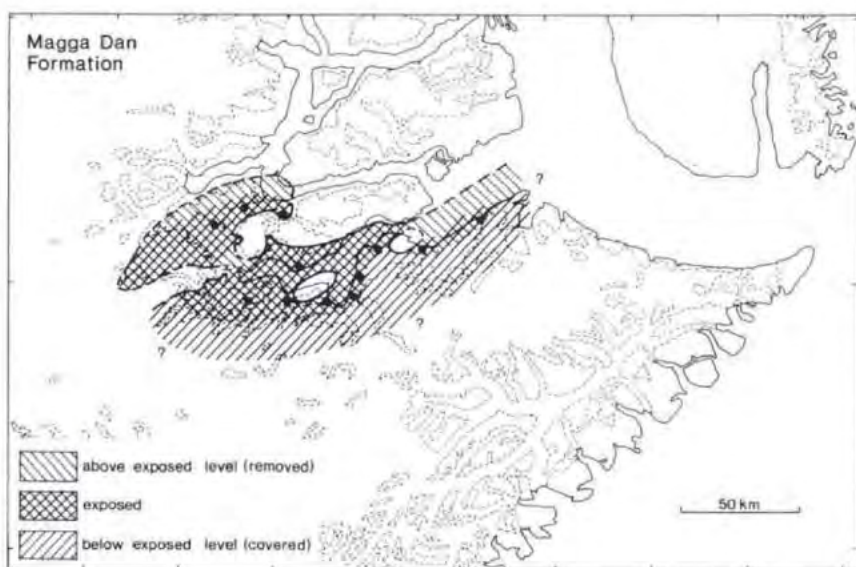 Magga Dan
Formation
?
?
?
above exposed level (removed)
exposed
below exposed level (covered)
50 km